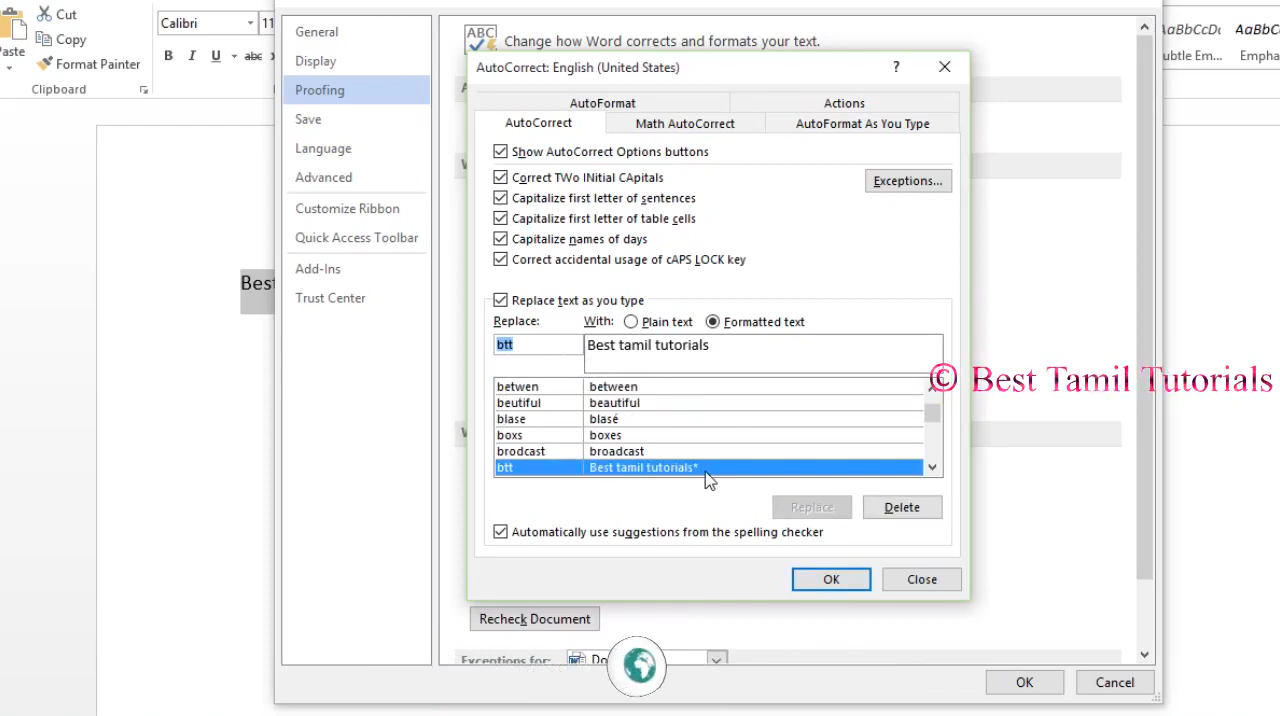 Cut
Copy
Paste
Format Painter
Clipboard
Calibri
11
B I U abc
General
Display
Proofing
Save
Language
Advanced
Customize Ribbon
Quick Access Toolbar
Add-Ins
Trust Center
Best
ABC
Change how Word corrects and formats your text.
AutoCorrect: English (United States)
?
AutoFormat
Actions
AutoCorrect
Math AutoCorrect
AutoFormat As You Type
Show AutoCorrect Options buttons
Correct TWo INitial CApitals
Exceptions...
Capitalize first letter of sentences
Capitalize first letter of table cells
Capitalize names of days
Correct accidental usage of cAPS LOCK key
Replace text as you type
Replace:
With:
Plain text
Formatted text
btt
Best tamil tutorials
betwen between
beutiful beautiful
blase blasé
boxs boxes
brodcast broadcast
btt Best tamil tutorials*
Replace
Delete
Automatically use suggestions from the spelling checker
OK
Close
Recheck Document
Exceptions for:
Do
OK
Cancel
AaBbCcDc
AaBbCcD
ubtle Em...
Empha
© Best Tamil Tutorials